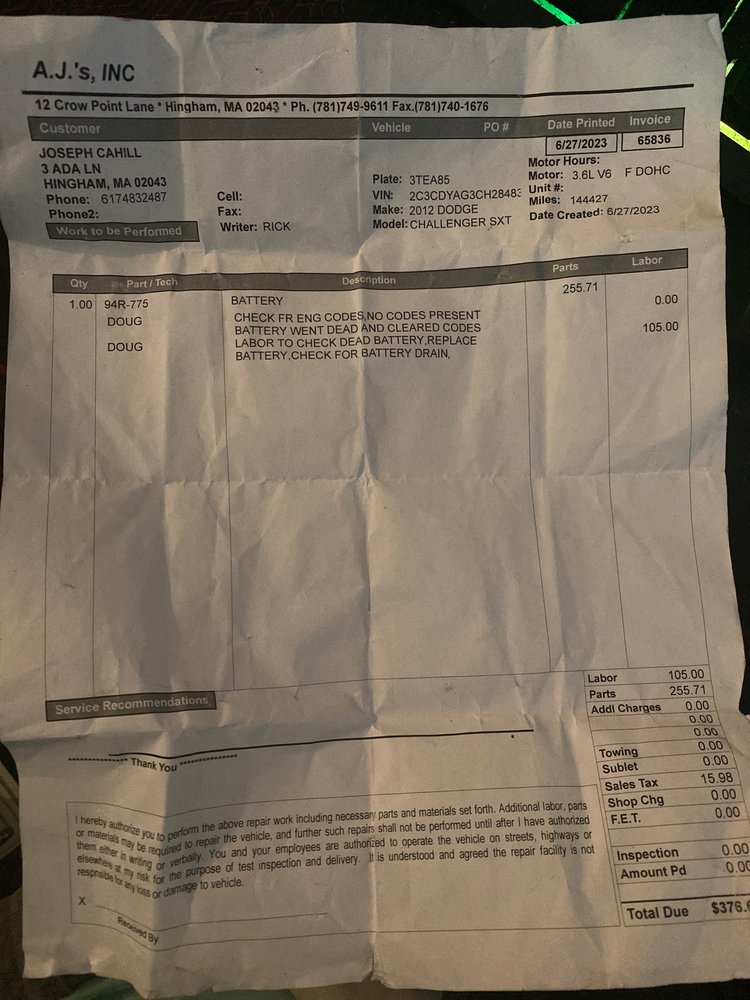 A.J.'s, INC
12 Crow Point Lane * Hingham, MA 02043 * Ph. (781)749-9611 Fax.(781)740-1676
Customer Vehicle PO # Date Printed Invoice
6/27/2023 65836
JOSEPH CAHILL
3 ADA LN
HINGHAM, MA 02043
Phone: 6174832487
Phone2:
Cell:
Fax:
Writer: RICK
Plate: 3TEA85
VIN: 2C3CDYAG3CH28483
Make: 2012 DODGE
Model: CHALLENGER SXT
Motor Hours:
Motor: 3.6L V6 F DOHC
Unit #:
Miles: 144427
Date Created: 6/27/2023
Work to be Performed
Qty Part / Tech Description Parts Labor
1.00 94R-775 BATTERY 255.71 0.00
DOUG CHECK FR ENG CODES,NO CODES PRESENT
BATTERY WENT DEAD AND CLEARED CODES 105.00
DOUG LABOR TO CHECK DEAD BATTERY,REPLACE
BATTERY,CHECK FOR BATTERY DRAIN,
Labor 105.00
Parts 255.71
Addl Charges 0.00
0.00
0.00
Towing 0.00
Sublet 0.00
Sales Tax 15.98
Shop Chg 0.00
F.E.T. 0.00
Inspection 0.00
Amount Pd 0.00
Total Due $376.6
Service Recommendations
Thank You
I hereby authorize you to perform the above repair work including necessary parts and materials set forth. Additional labor, parts
or materials may be required to repair the vehicle, and further such repairs shall not be performed until after I have authorized
them either in writing or verbally. You and your employees are authorized to operate the vehicle on streets, highways or
elsewhere at my risk for the purpose of test inspection and delivery. It is understood and agreed the repair facility is not
respnsible for any loss or damage to vehicle.
X
Received By